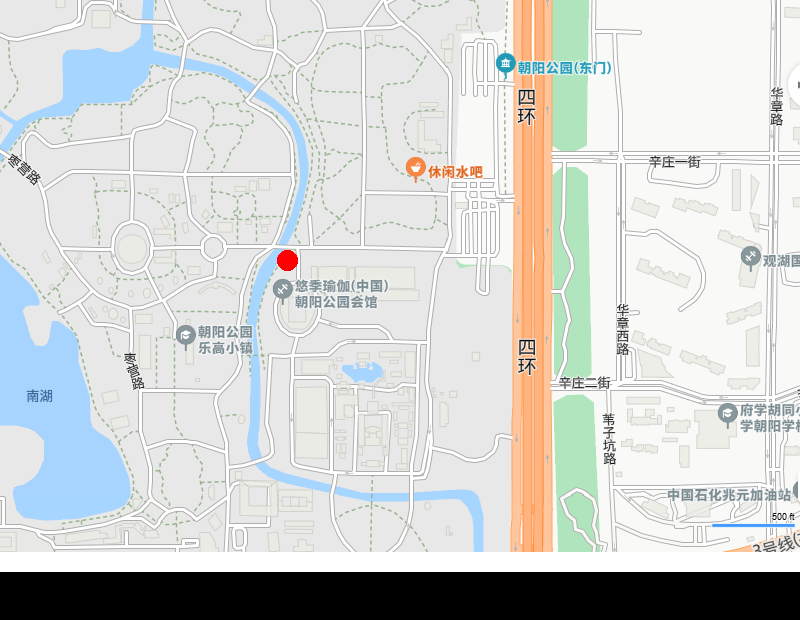 朝阳公园(东门)
四
环
华
章
路
枣营路
辛庄一街
休闲水吧
观湖国
悠季瑜伽(中国)
朝阳公园会馆
朝阳公园
乐高小镇
华
章
西
路
四
环
枣
营
路
南湖
辛庄二街
府学胡同小
学朝阳学校
苇
子
坑
路
中国石化兆元加油站
500 ft
3号线(